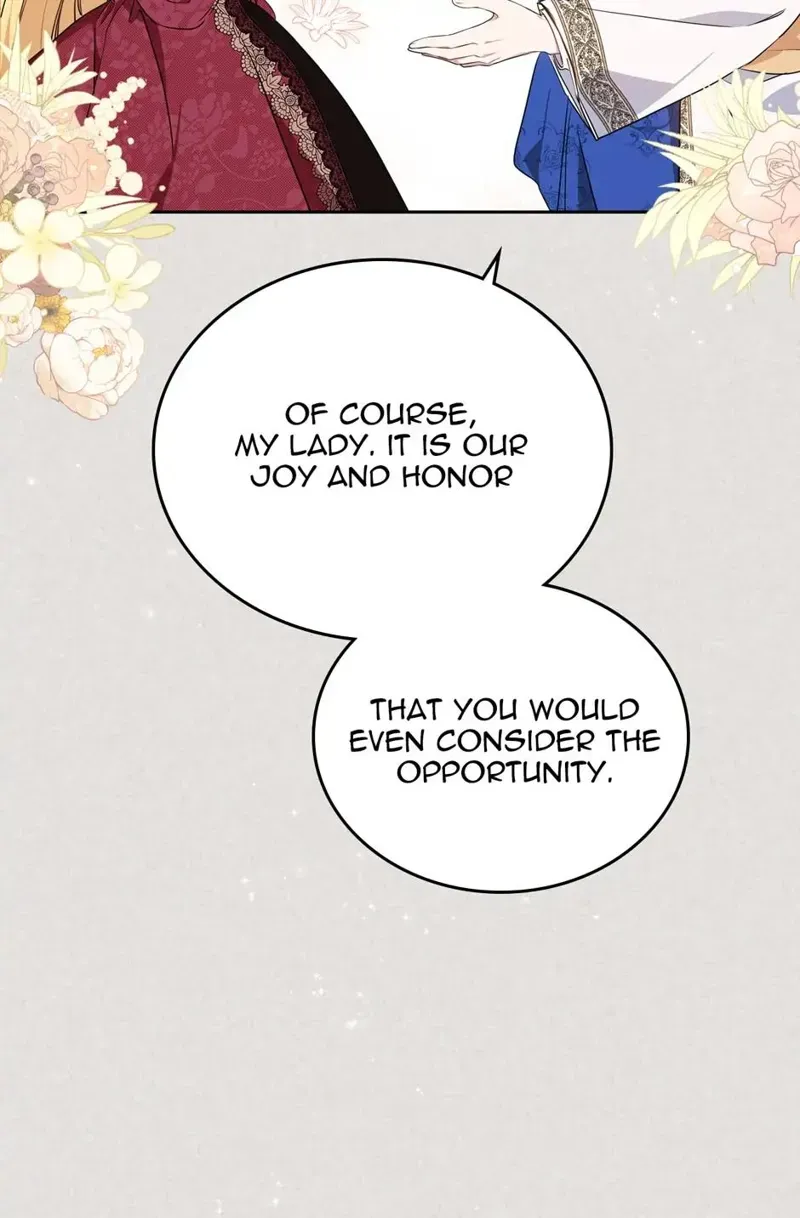 OF COURSE,
MY LADY. IT IS OUR
JOY AND HONOR
THAT YOU WOULD
EVEN CONSIDER THE
OPPORTUNITY.